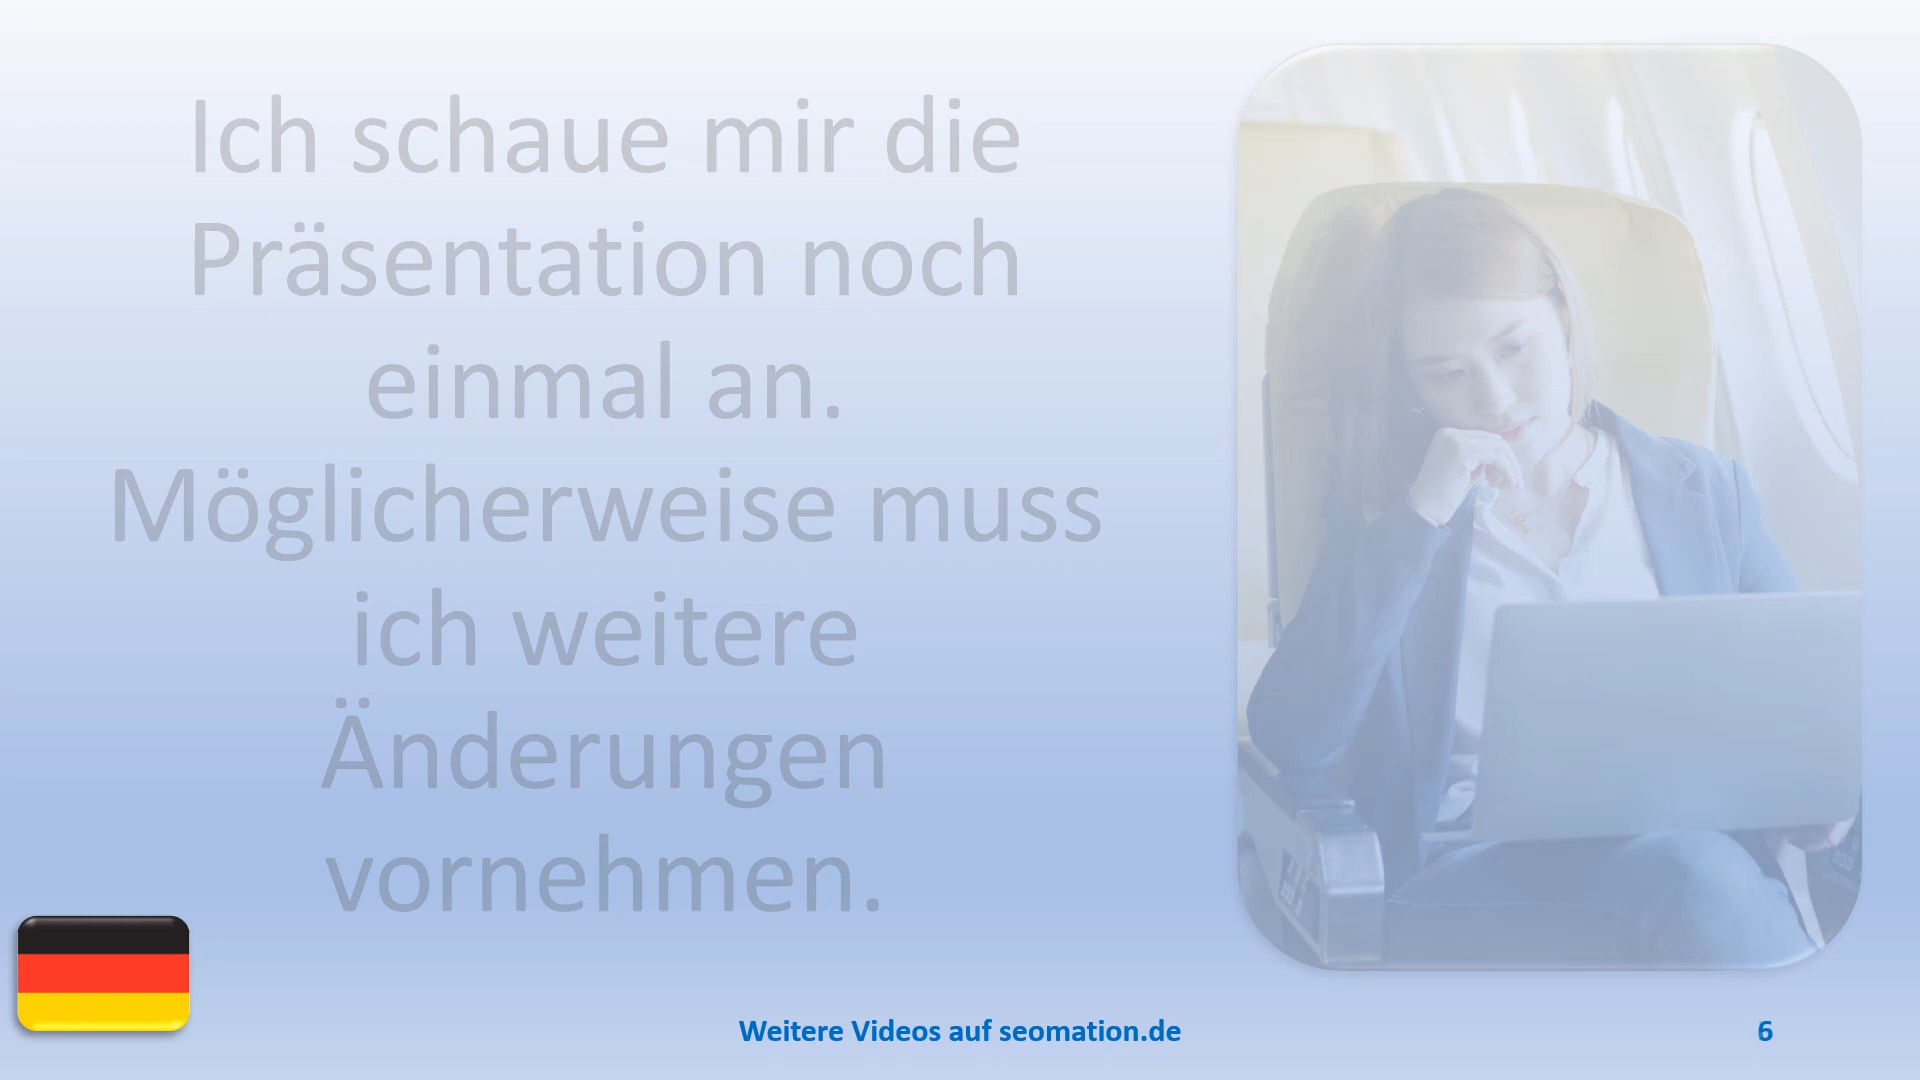 Ich schaue mir die
Präsentation noch
einmal an.
Möglicherweise muss
ich weitere
Änderungen
vornehmen.
Weitere Videos auf seomation.de
6